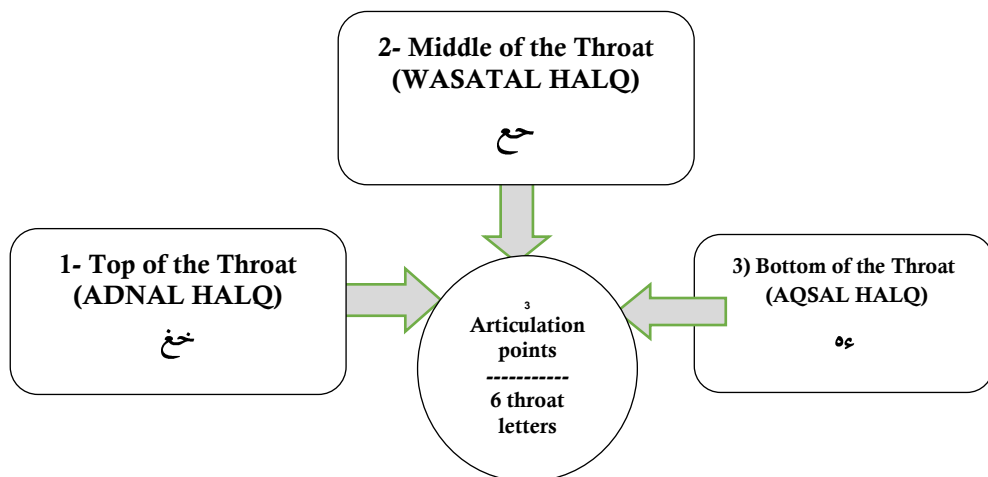 2- Middle of the Throat
(WASATAL HALQ)
حع
1- Top of the Throat
(ADNAL HALQ)
خغ
3) Bottom of the Throat
(AQSAL HALQ)
ءه
3
Articulation
points
-----------
6 throat
letters